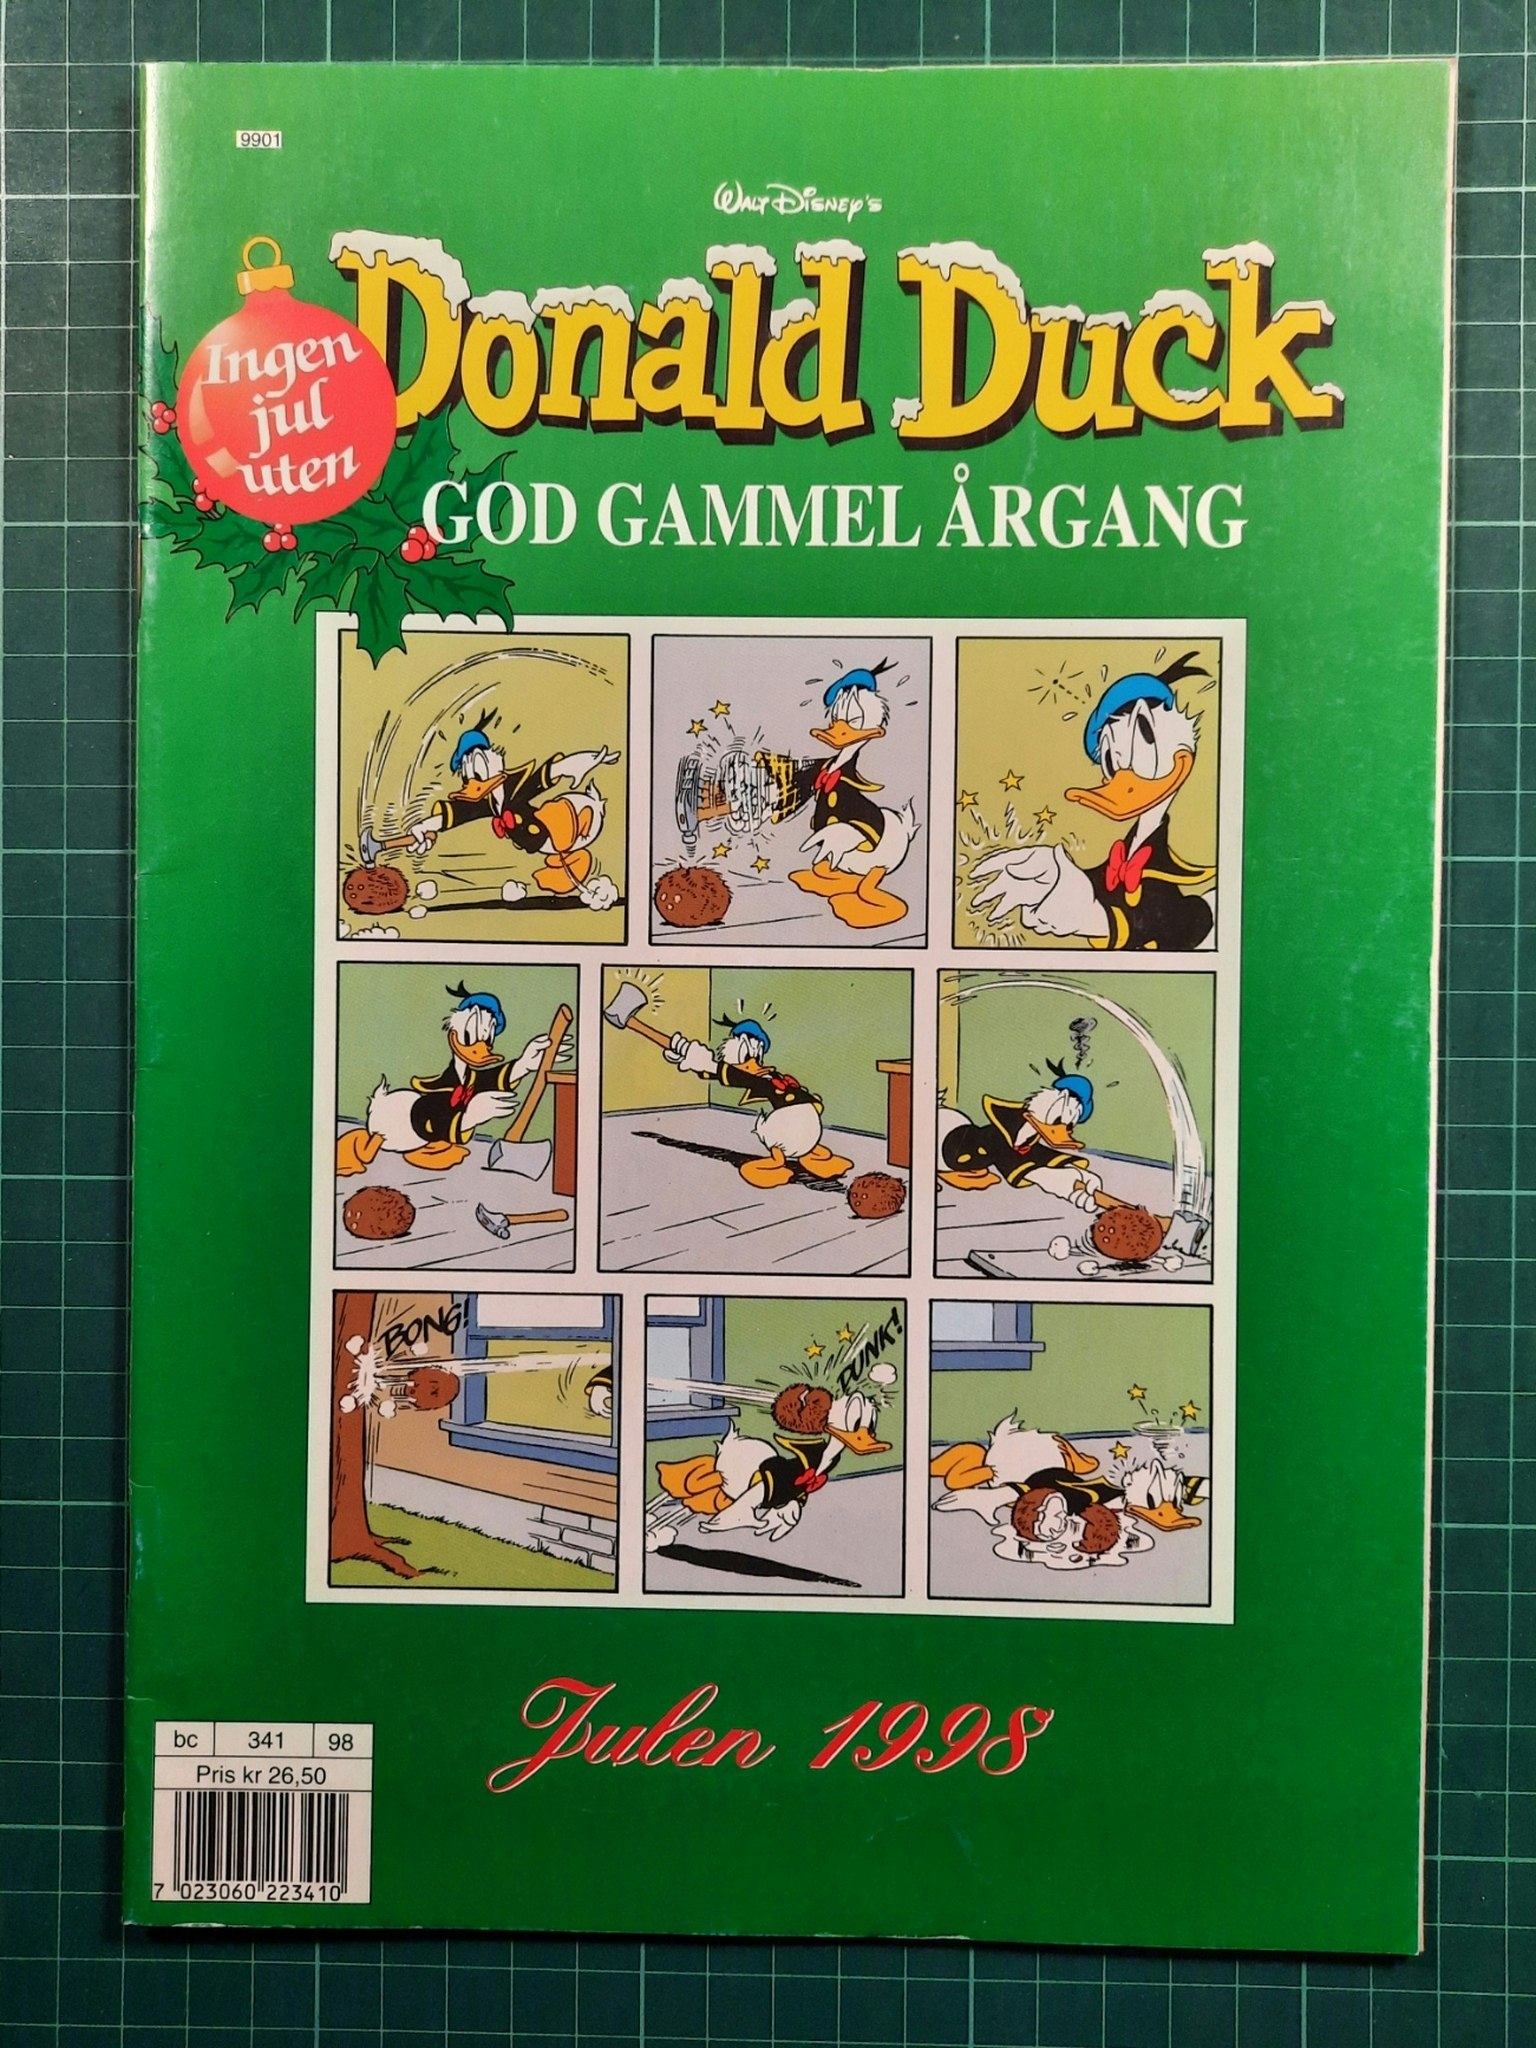 9901
Walt Disney's
Donald Duck
Ingen
jul
uten
GOD GAMMEL ÅRGANG
BONG!
DUNK!
Julen 1998
bc 341 98
Pris kr 26,50
7 023060 223410